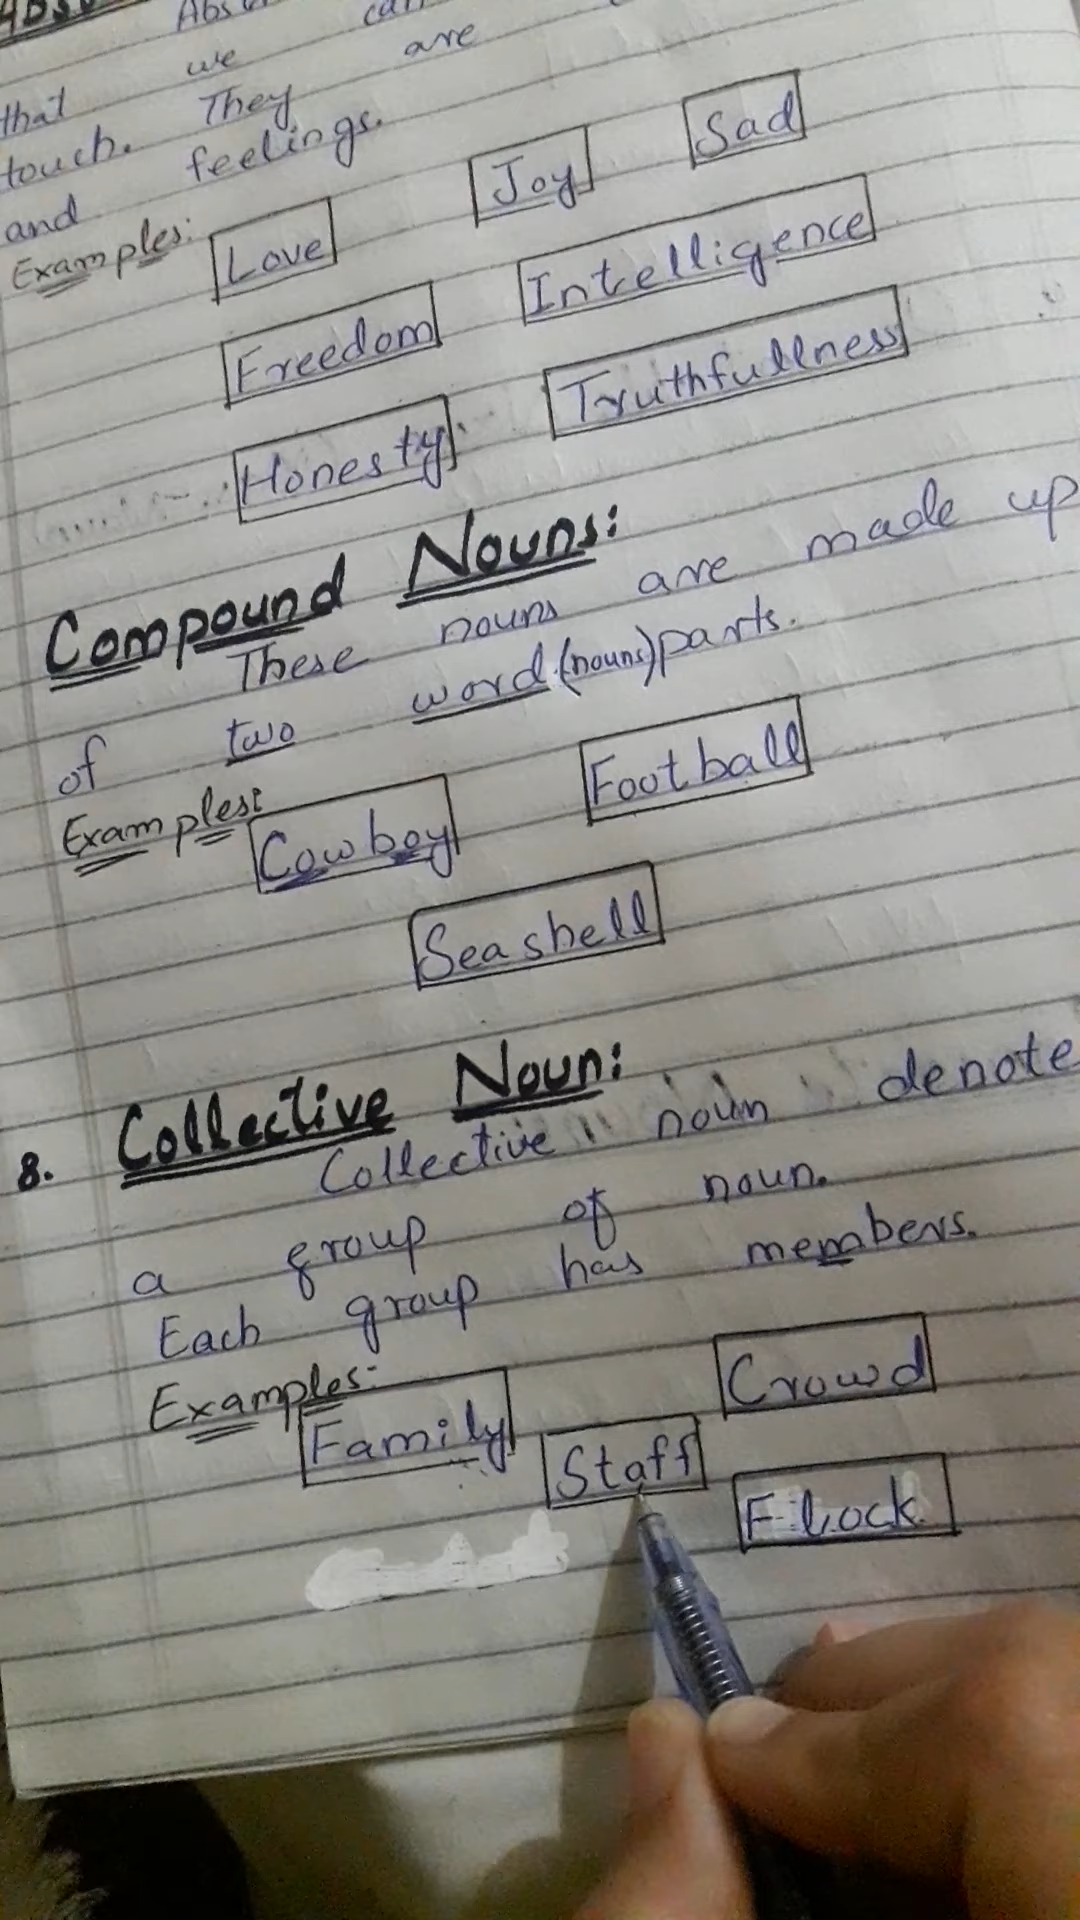 that we
touch. They are
and feelings.
Examples: Love Joy Sad
Freedom Intelligence
Honesty Truthfullness
Compound Nouns:
These nouns are made up
of two word (nouns) parts.
Examples: Cowboy Football
Seashell
8. Collective Noun:
Collective noun denote
a group of noun.
Each group has members.
Examples:- Family Crowd
Staff Flock